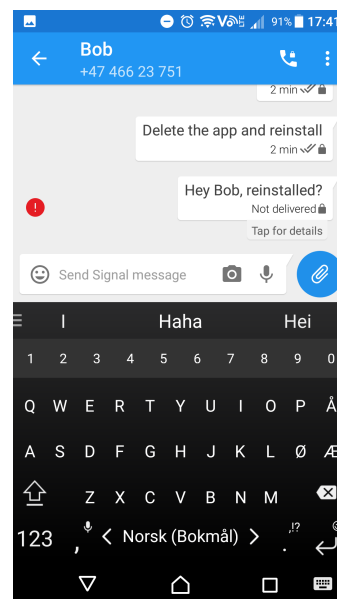 91% 17:41
Bob
+47 466 23 751
2 min
Delete the app and reinstall
2 min
Hey Bob, reinstalled?
Not delivered
Tap for details
Send Signal message
I Haha Hei
1 2 3 4 5 6 7 8 9 0
Q W E R T Y U I O P Å
A S D F G H J K L Ø Æ
Z X C V B N M
123 , < Norsk (Bokmål) > . ,!?